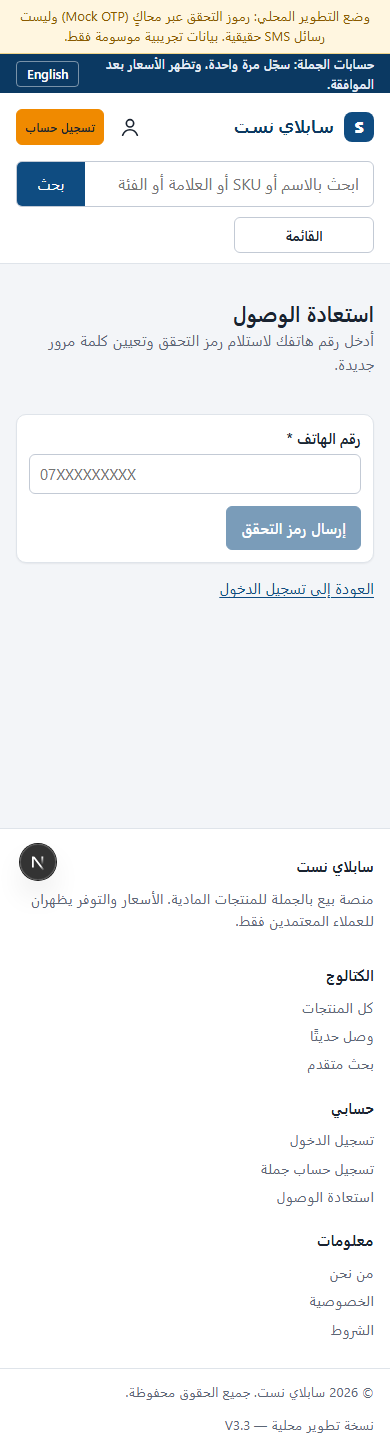 وضع التطوير المحلي: رموز التحقق عبر محاكٍ (Mock OTP) وليست
رسائل SMS حقيقية. بيانات تجريبية موسومة فقط.
حسابات الجملة: سجّل مرة واحدة، وتظهر الأسعار بعد
الموافقة.
English
S
سابلاي نست
تسجيل حساب
ابحث بالاسم أو SKU أو العلامة أو الفئة
بحث
القائمة
استعادة الوصول
أدخل رقم هاتفك لاستلام رمز التحقق وتعيين كلمة مرور
جديدة.
رقم الهاتف *
07XXXXXXXXX
إرسال رمز التحقق
العودة إلى تسجيل الدخول
N
سابلاي نست
منصة بيع بالجملة للمنتجات المادية. الأسعار والتوفر يظهران
للعملاء المعتمدين فقط.
الكتالوج
كل المنتجات
وصل حديثًا
بحث متقدم
حسابي
تسجيل الدخول
تسجيل حساب جملة
استعادة الوصول
معلومات
من نحن
الخصوصية
الشروط
© 2026 سابلاي نست. جميع الحقوق محفوظة.
نسخة تطوير محلية — V3.3